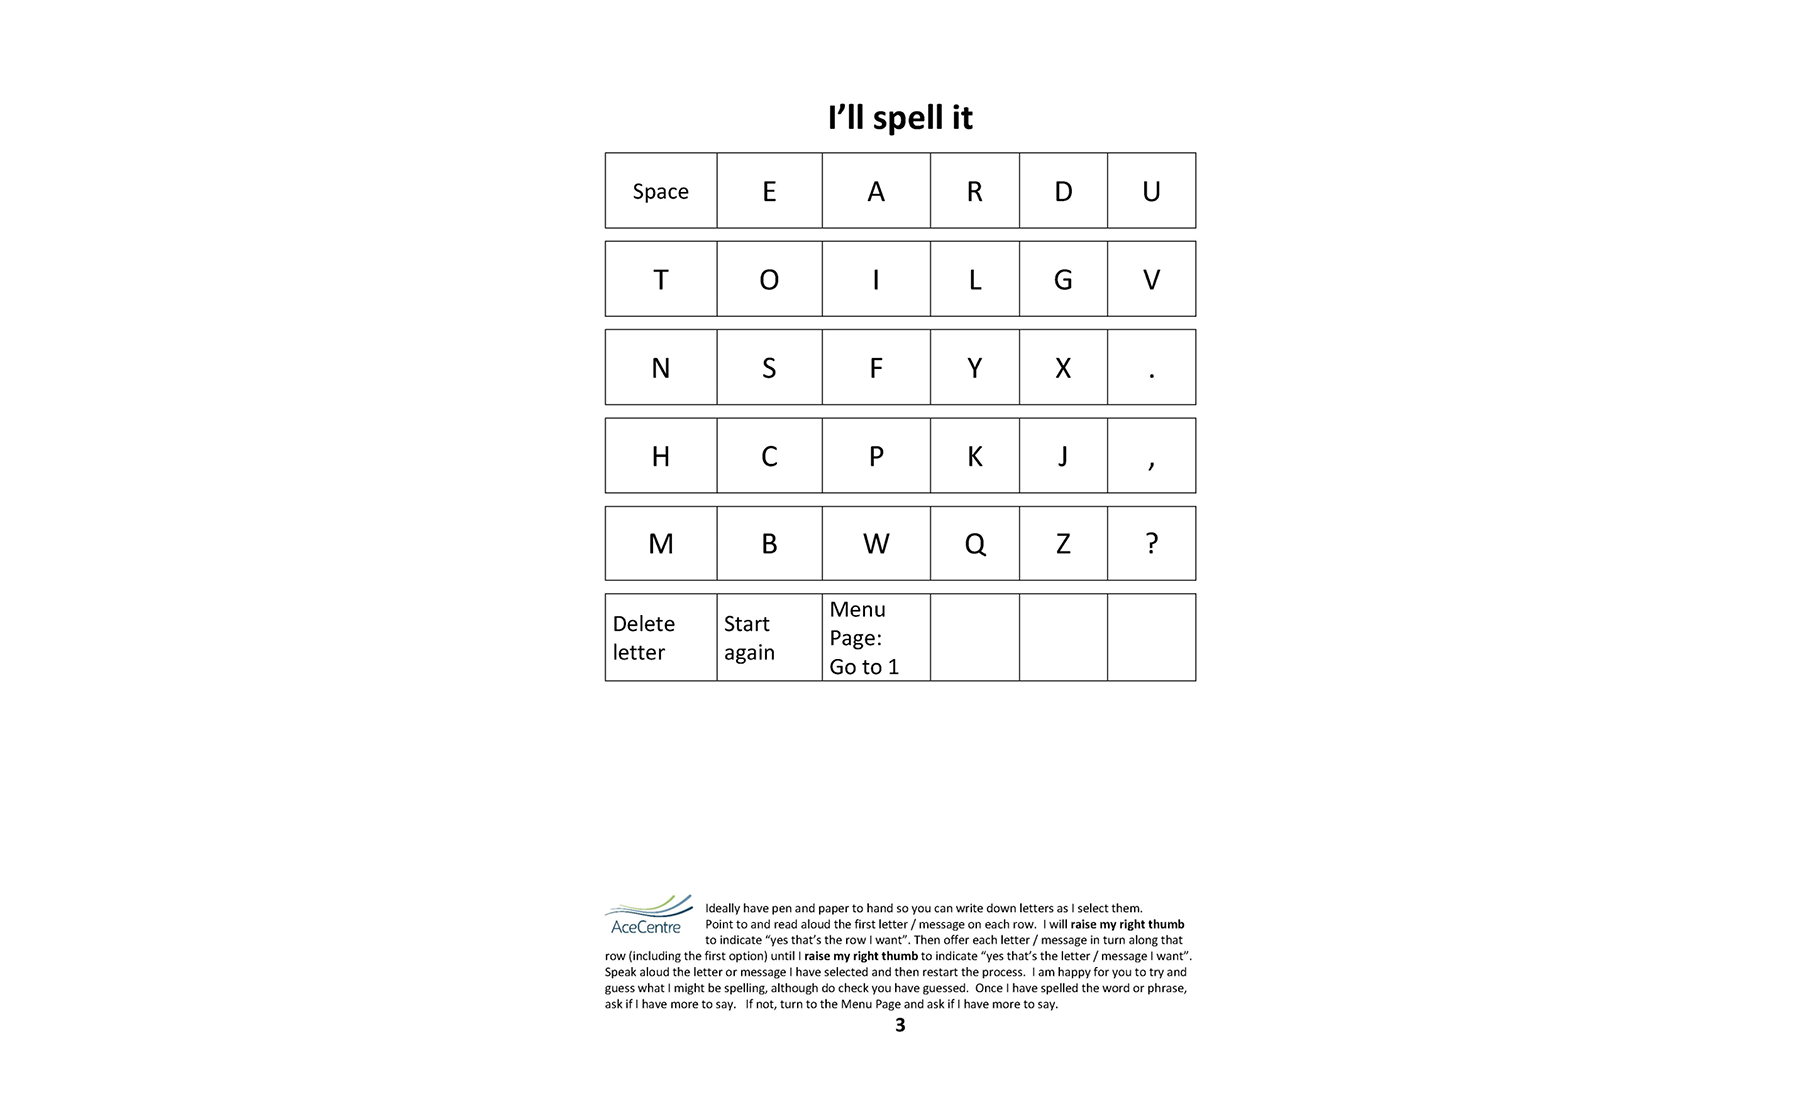 I’ll spell it
Space E A R D U
T O I L G V
N S F Y X .
H C P K J ,
M B W Q Z ?
Delete letter
Start again
Menu Page: Go to 1
AceCentre
Ideally have pen and paper to hand so you can write down letters as I select them.
Point to and read aloud the first letter / message on each row.  I will raise my right thumb
to indicate “yes that’s the row I want”. Then offer each letter / message in turn along that
row (including the first option) until I raise my right thumb to indicate “yes that’s the letter / message I want”.
Speak aloud the letter or message I have selected and then restart the process.  I am happy for you to try and
guess what I might be spelling, although do check you have guessed.  Once I have spelled the word or phrase,
ask if I have more to say.   If not, turn to the Menu Page and ask if I have more to say.
3